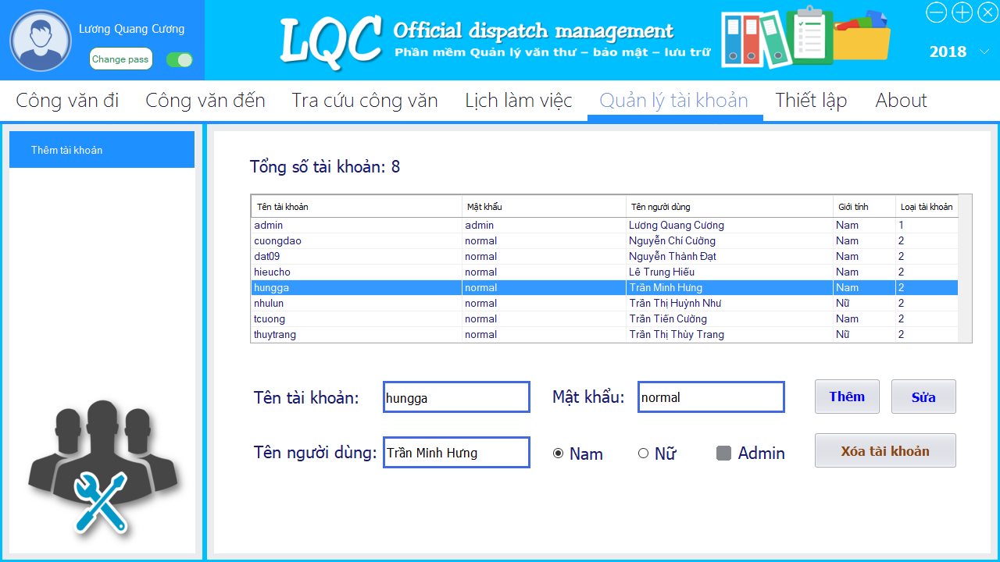 Lương Quang Cương
Change pass
LQC
Official dispatch management
Phần mềm Quản lý văn thư – bảo mật – lưu trữ
2018
Công văn đi Công văn đến Tra cứu công văn Lịch làm việc Quản lý tài khoản Thiết lập About
Thêm tài khoản
Tổng số tài khoản: 8
Tên tài khoản Mật khẩu Tên người dùng Giới tính Loại tài khoản
admin admin Lương Quang Cương Nam 1
cuongdao normal Nguyễn Chí Cường Nam 2
dat09 normal Nguyễn Thành Đạt Nam 2
hieucho normal Lê Trung Hiếu Nam 2
hungga normal Trần Minh Hưng Nam 2
nhulun normal Trần Thị Huỳnh Như Nữ 2
tcuong normal Trần Tiến Cường Nam 2
thuytrang normal Trần Thị Thùy Trang Nữ 2
Tên tài khoản: hungga Mật khẩu: normal Thêm Sửa
Tên người dùng: Trần Minh Hưng Nam Nữ Admin Xóa tài khoản